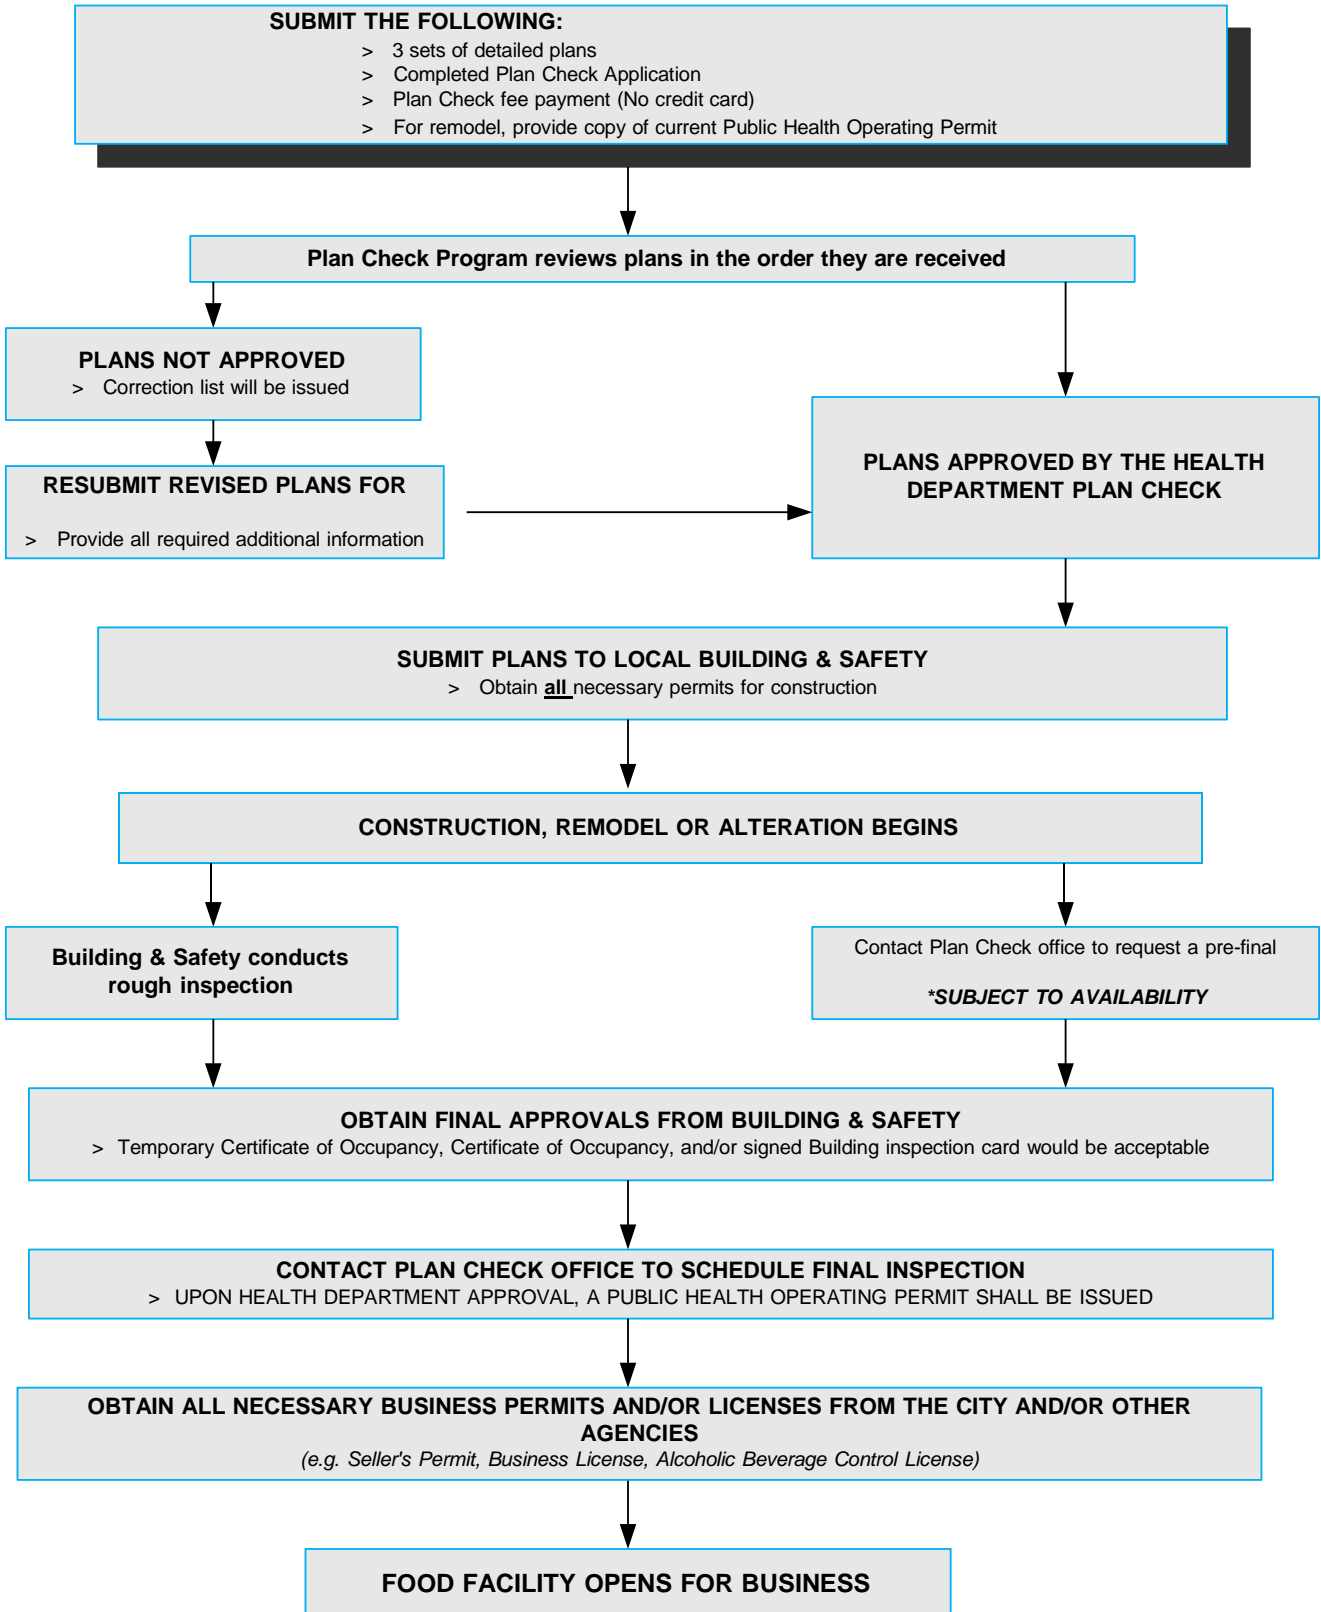 SUBMIT THE FOLLOWING:
> 3 sets of detailed plans
> Completed Plan Check Application
> Plan Check fee payment (No credit card)
> For remodel, provide copy of current Public Health Operating Permit
Plan Check Program reviews plans in the order they are received
PLANS NOT APPROVED
> Correction list will be issued
RESUBMIT REVISED PLANS FOR
> Provide all required additional information
PLANS APPROVED BY THE HEALTH
DEPARTMENT PLAN CHECK
SUBMIT PLANS TO LOCAL BUILDING & SAFETY
> Obtain all necessary permits for construction
CONSTRUCTION, REMODEL OR ALTERATION BEGINS
Building & Safety conducts
rough inspection
Contact Plan Check office to request a pre-final
*SUBJECT TO AVAILABILITY
OBTAIN FINAL APPROVALS FROM BUILDING & SAFETY
> Temporary Certificate of Occupancy, Certificate of Occupancy, and/or signed Building inspection card would be acceptable
CONTACT PLAN CHECK OFFICE TO SCHEDULE FINAL INSPECTION
> UPON HEALTH DEPARTMENT APPROVAL, A PUBLIC HEALTH OPERATING PERMIT SHALL BE ISSUED
OBTAIN ALL NECESSARY BUSINESS PERMITS AND/OR LICENSES FROM THE CITY AND/OR OTHER
AGENCIES
(e.g. Seller's Permit, Business License, Alcoholic Beverage Control License)
FOOD FACILITY OPENS FOR BUSINESS